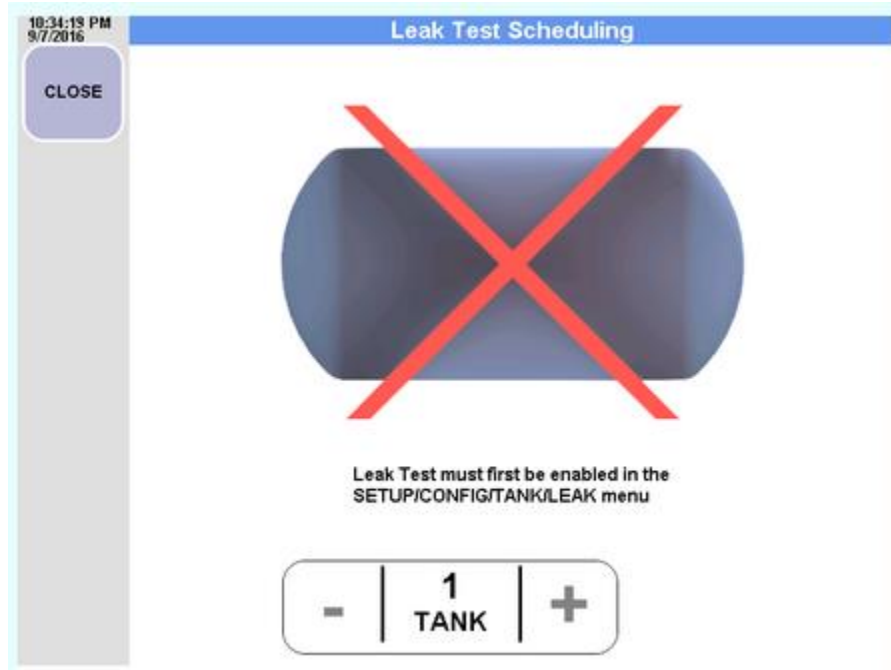 10:34:19 PM
9/7/2016
Leak Test Scheduling
CLOSE
Leak Test must first be enabled in the
SETUP/CONFIG/TANK/LEAK menu
- 1 +
TANK